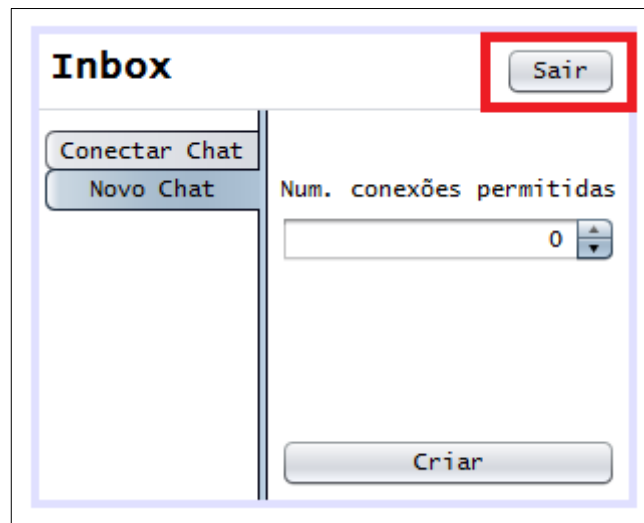 Inbox
Sair
Conectar Chat
Novo Chat
Num. conexões permitidas
0
Criar